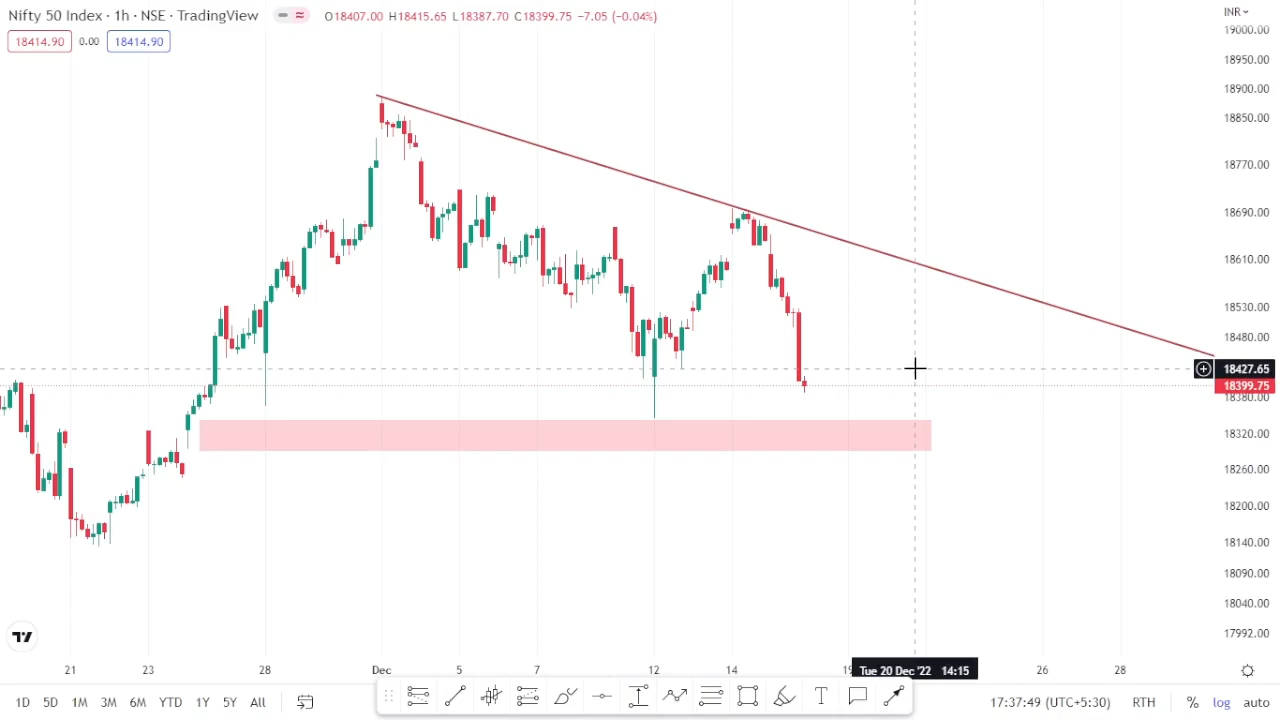 Nifty 50 Index · 1h · NSE · TradingView
O18407.00 H18415.65 L18387.70 C18399.75 −7.05 (−0.04%)
18414.90 0.00 18414.90
INR
19000.00
18950.00
18900.00
18850.00
18770.00
18690.00
18610.00
18530.00
18480.00
18427.65
18399.75
18380.00
18320.00
18260.00
18200.00
18140.00
18090.00
18040.00
17992.00
21 23 28 Dec 5 7 12 14 19 Tue 20 Dec '22 14:15 26 28
1D 5D 1M 3M 6M YTD 1Y 5Y All
T
17:37:49 (UTC+5:30) RTH % log auto